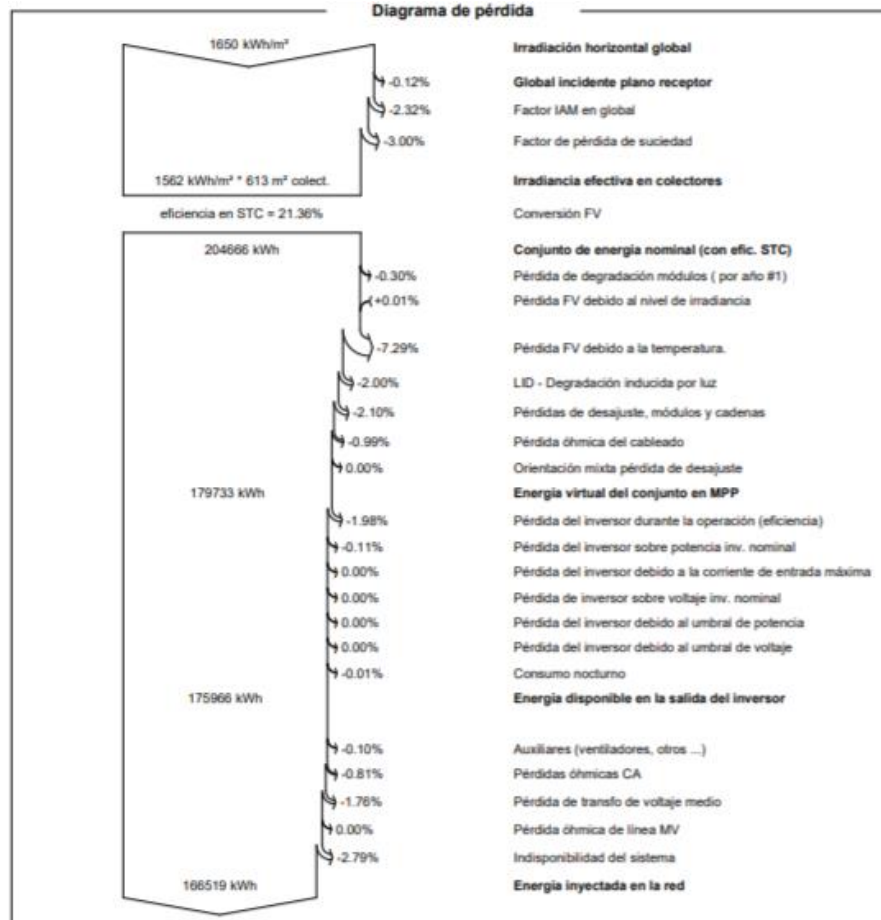 Diagrama de pérdida
1650 kWh/m² Irradiación horizontal global
-0.12% Global incidente plano receptor
-2.32% Factor IAM en global
-3.00% Factor de pérdida de suciedad
1562 kWh/m² * 613 m² colect. Irradiancia efectiva en colectores
eficiencia en STC = 21.36% Conversión FV
204666 kWh Conjunto de energía nominal (con efic. STC)
-0.30% Pérdida de degradación módulos ( por año #1)
+0.01% Pérdida FV debido al nivel de irradiancia
-7.29% Pérdida FV debido a la temperatura.
-2.00% LID - Degradación inducida por luz
-2.10% Pérdidas de desajuste, módulos y cadenas
-0.99% Pérdida óhmica del cableado
0.00% Orientación mixta pérdida de desajuste
179733 kWh Energía virtual del conjunto en MPP
-1.98% Pérdida del inversor durante la operación (eficiencia)
-0.11% Pérdida del inversor sobre potencia inv. nominal
0.00% Pérdida del inversor debido a la corriente de entrada máxima
0.00% Pérdida de inversor sobre voltaje inv. nominal
0.00% Pérdida del inversor debido al umbral de potencia
0.00% Pérdida del inversor debido al umbral de voltaje
-0.01% Consumo nocturno
175966 kWh Energía disponible en la salida del inversor
-0.10% Auxiliares (ventiladores, otros ...)
-0.81% Pérdidas óhmicas CA
-1.76% Pérdida de transfo de voltaje medio
0.00% Pérdida óhmica de línea MV
-2.79% Indisponibilidad del sistema
166519 kWh Energía inyectada en la red